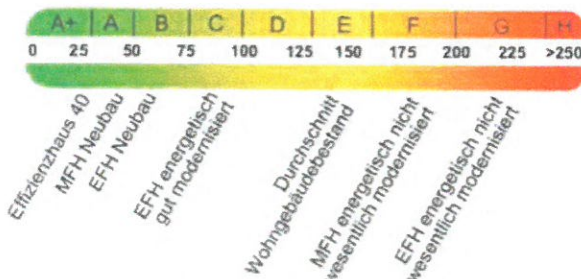 A+ A B C D E F G H
0 25 50 75 100 125 150 175 200 225 >250
Effizienzhaus 40
MFH Neubau
EFH Neubau
EFH energetisch
gut modernisiert
Durchschnitt
Wohngebäudebestand
MFH energetisch nicht
wesentlich modernisiert
EFH energetisch nicht
wesentlich modernisiert